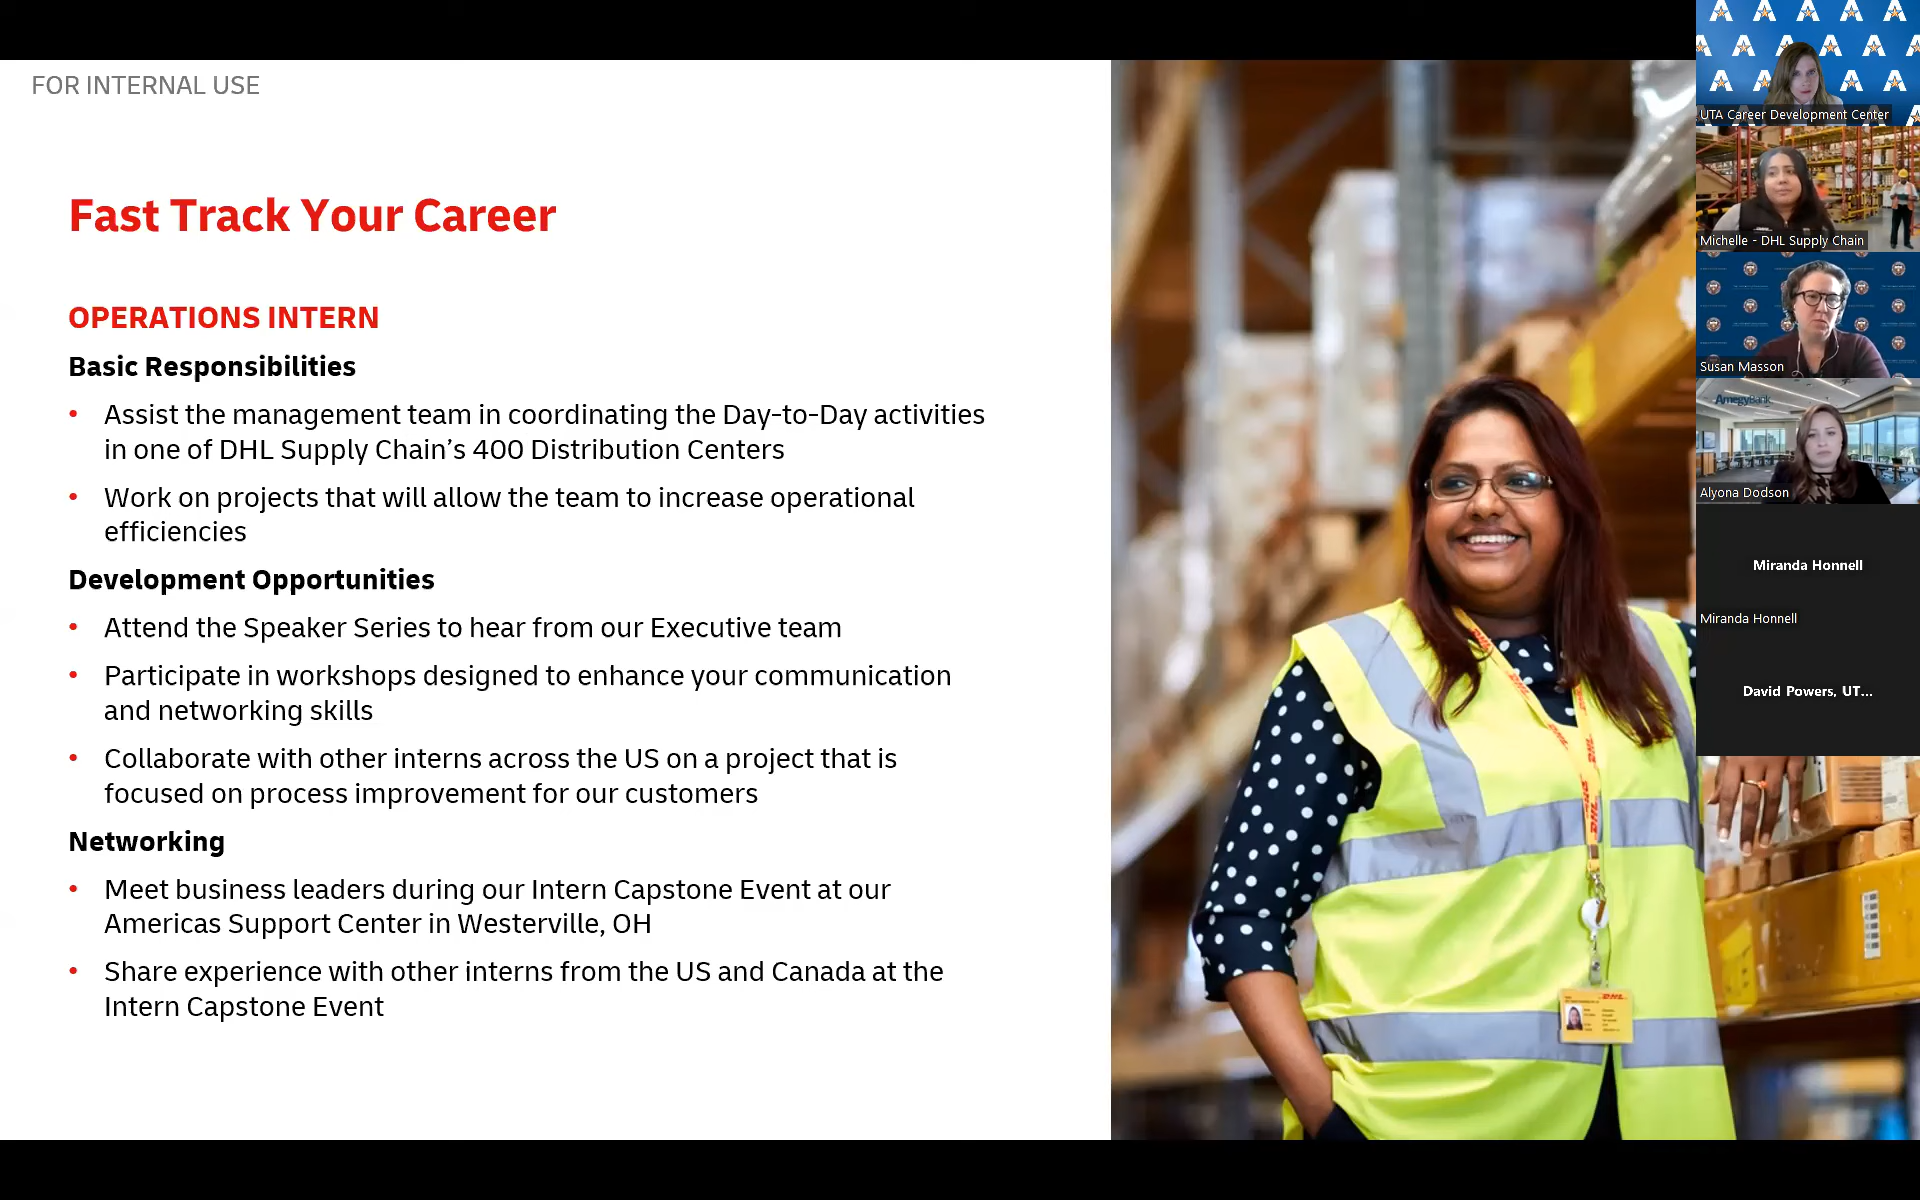 FOR INTERNAL USE
Fast Track Your Career
OPERATIONS INTERN
Basic Responsibilities
• Assist the management team in coordinating the Day-to-Day activities
in one of DHL Supply Chain’s 400 Distribution Centers
• Work on projects that will allow the team to increase operational
efficiencies
Development Opportunities
• Attend the Speaker Series to hear from our Executive team
• Participate in workshops designed to enhance your communication
and networking skills
• Collaborate with other interns across the US on a project that is
focused on process improvement for our customers
Networking
• Meet business leaders during our Intern Capstone Event at our
Americas Support Center in Westerville, OH
• Share experience with other interns from the US and Canada at the
Intern Capstone Event
DHL
DHL
DHL
UTA Career Development Center
Michelle - DHL Supply Chain
Susan Masson
AmegyBank
Alyona Dodson
Miranda Honnell
Miranda Honnell
David Powers, UT...